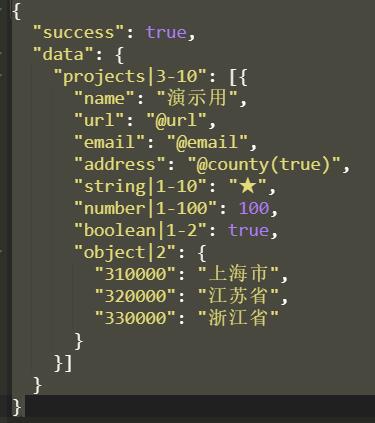 {
"success": true,
"data": {
"projects|3-10": [{
"name": "演示用",
"url": "@url",
"email": "@email",
"address": "@county(true)",
"string|1-10": "★",
"number|1-100": 100,
"boolean|1-2": true,
"object|2": {
"310000": "上海市",
"320000": "江苏省",
"330000": "浙江省"
}
}]
}
}